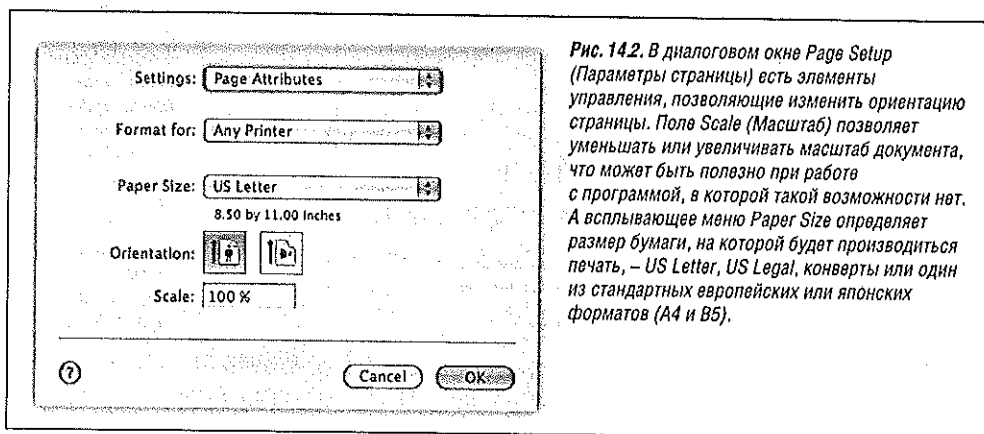 Settings: Page Attributes
Format for: Any Printer
Paper Size: US Letter
8.50 by 11.00 Inches
Orientation:
Scale: 100 %
?
Cancel OK
Рис. 14.2. В диалоговом окне Page Setup
(Параметры страницы) есть элементы
управления, позволяющие изменить ориентацию
страницы. Поле Scale (Масштаб) позволяет
уменьшать или увеличивать масштаб документа,
что может быть полезно при работе
с программой, в которой такой возможности нет.
А всплывающее меню Paper Size определяет
размер бумаги, на которой будет производиться
печать, – US Letter, US Legal, конверты или один
из стандартных европейских или японских
форматов (A4 и B5).